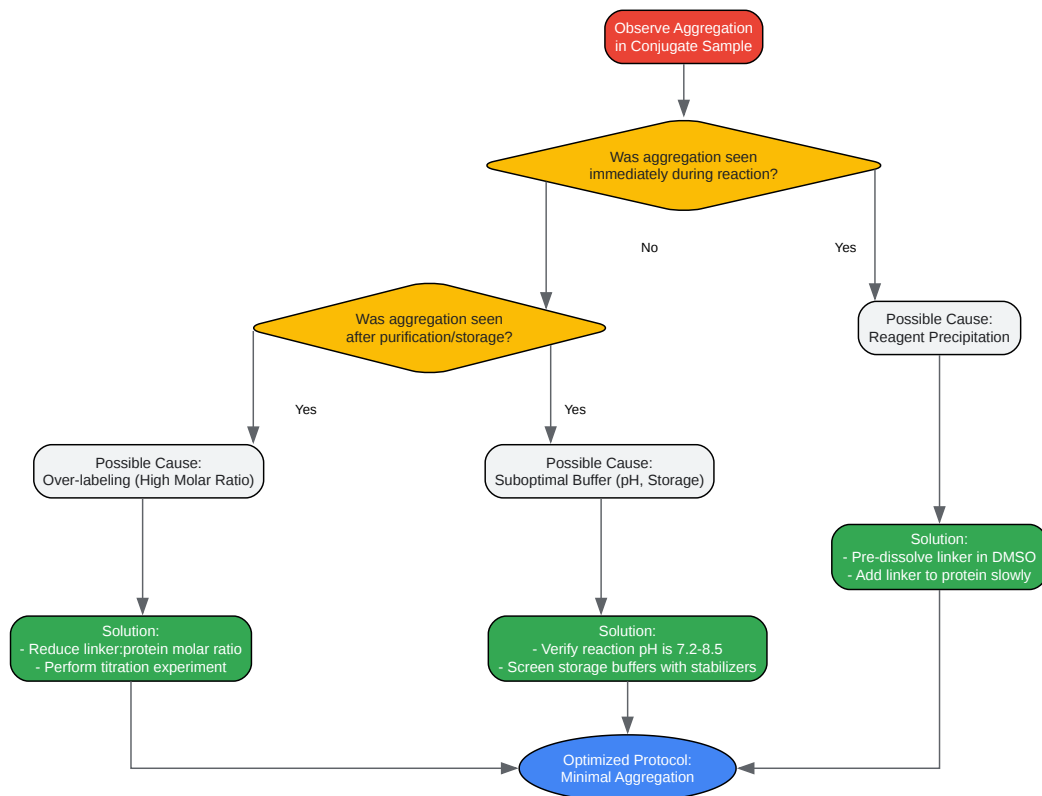 Observe Aggregation
in Conjugate Sample
Was aggregation seen
immediately during reaction?
No
Yes
Was aggregation seen
after purification/storage?
Possible Cause:
Reagent Precipitation
Yes
Yes
Possible Cause:
Over-labeling (High Molar Ratio)
Possible Cause:
Suboptimal Buffer (pH, Storage)
Solution:
- Pre-dissolve linker in DMSO
- Add linker to protein slowly
Solution:
- Reduce linker:protein molar ratio
- Perform titration experiment
Solution:
- Verify reaction pH is 7.2-8.5
- Screen storage buffers with stabilizers
Optimized Protocol:
Minimal Aggregation